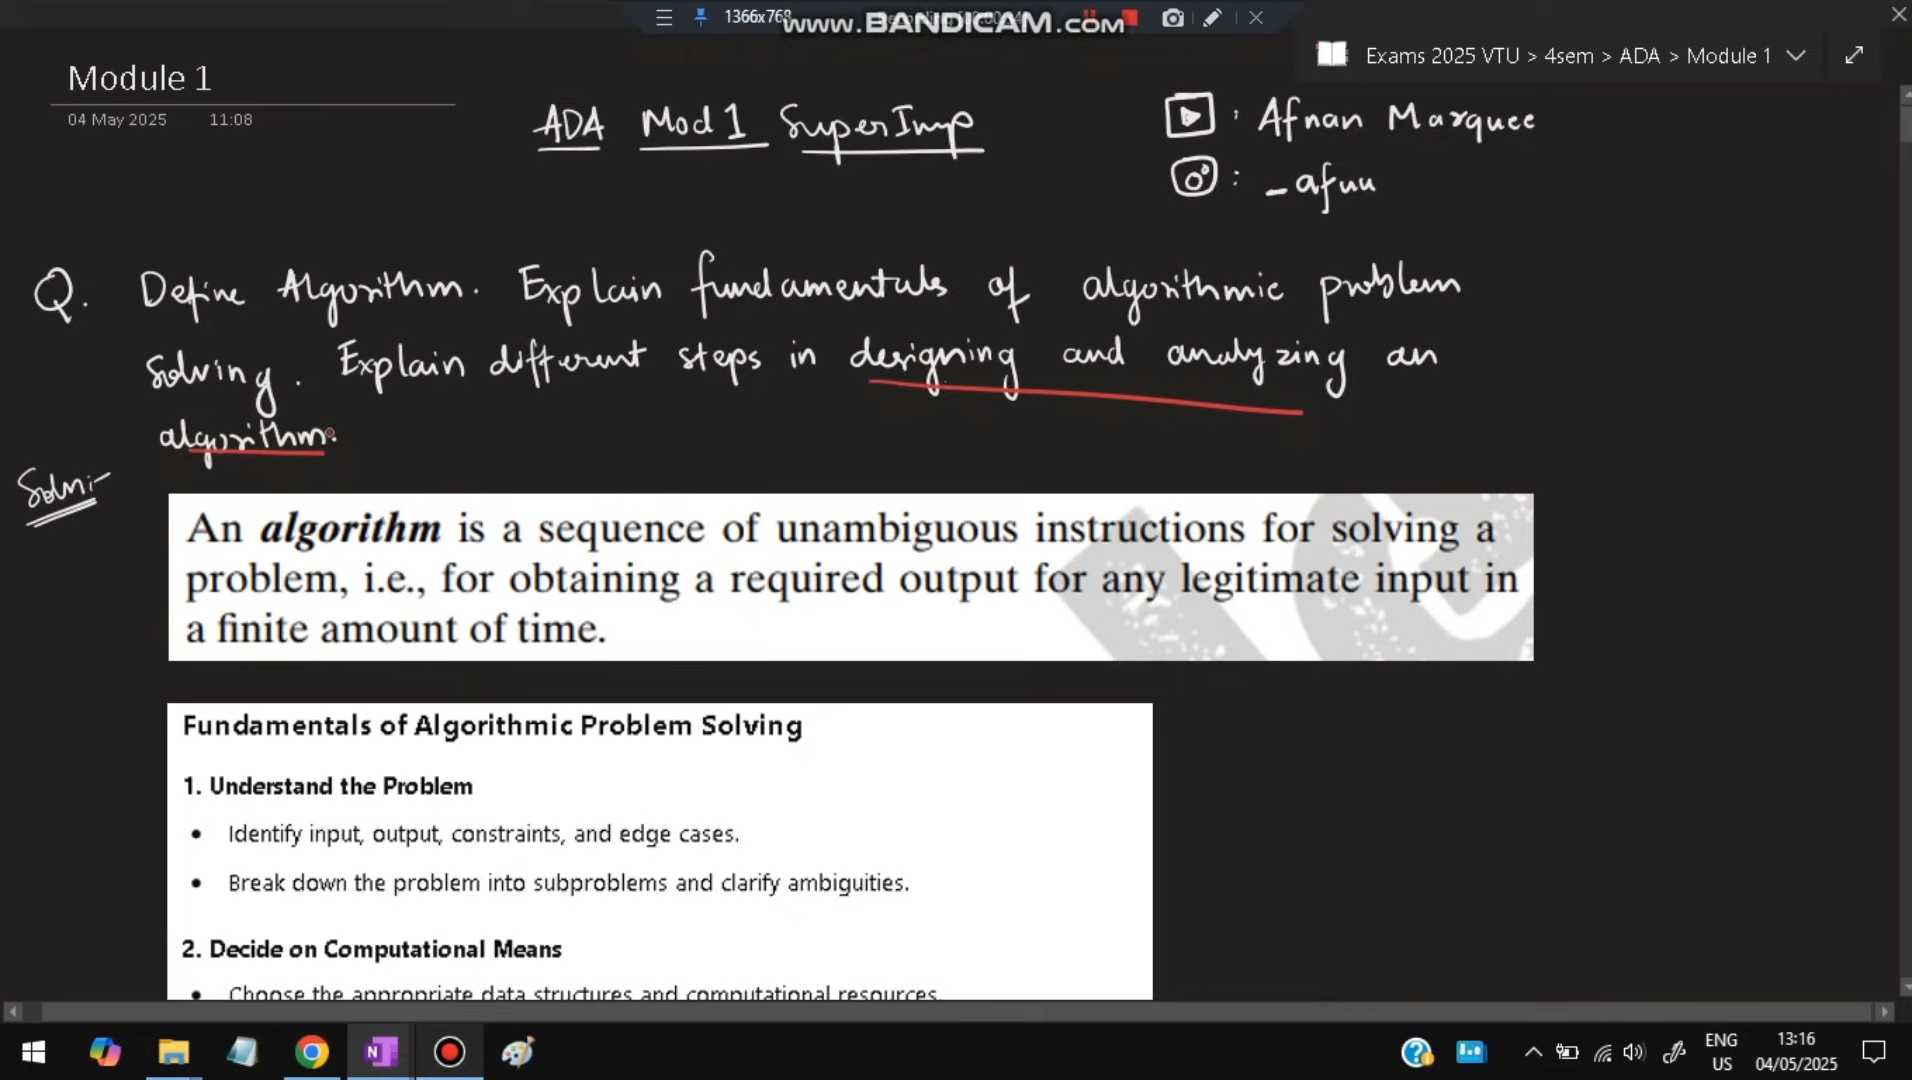 1366x768
www.BANDICAM.com
Exams 2025 VTU > 4sem > ADA > Module 1
Module 1
04 May 2025 11:08
ADA Mod 1 SuperImp
: Afnan Marquee
: _afuu
Q. Define Algorithm. Explain fundamentals of algorithmic problem
Solving. Explain different steps in designing and analyzing an
algorithm.
Soln:-
An algorithm is a sequence of unambiguous instructions for solving a
problem, i.e., for obtaining a required output for any legitimate input in
a finite amount of time.
Fundamentals of Algorithmic Problem Solving
1. Understand the Problem
• Identify input, output, constraints, and edge cases.
• Break down the problem into subproblems and clarify ambiguities.
2. Decide on Computational Means
• Choose the appropriate data structures and computational resources.
ENG
US
13:16
04/05/2025